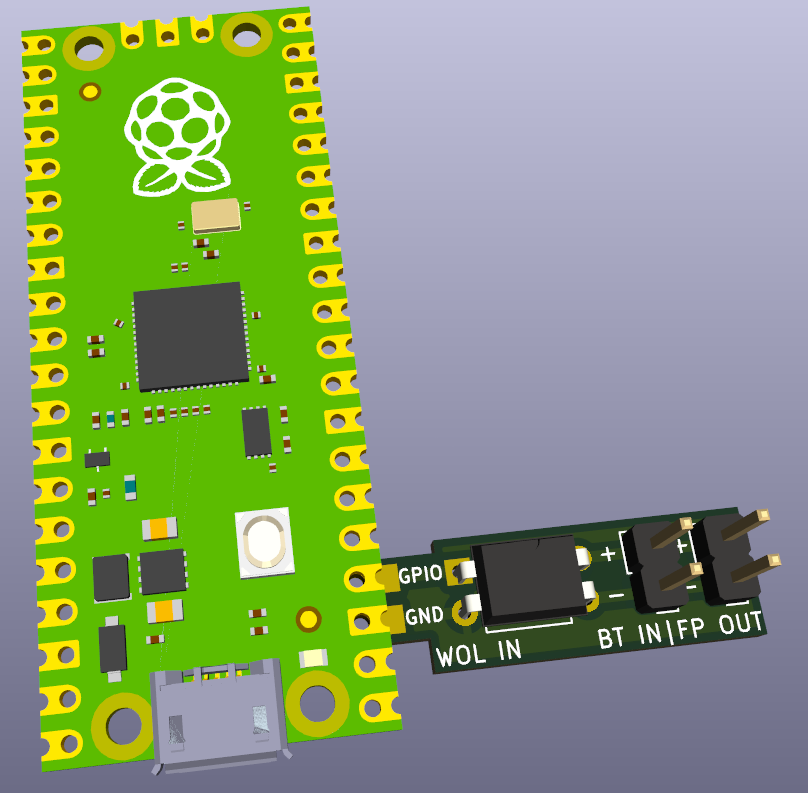 GPIO
+ +
GND
- -
WOL IN
BT IN|FP OUT